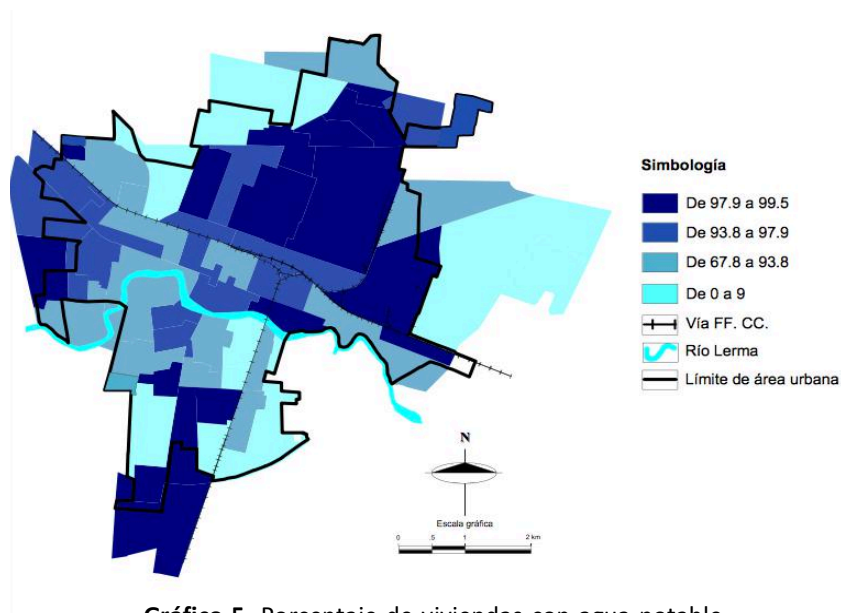 Simbología
De 97.9 a 99.5
De 93.8 a 97.9
De 67.8 a 93.8
De 0 a 9
Vía FF. CC.
Río Lerma
Límite de área urbana
N
Escala gráfica
0 .5 1 2 km
Gráfica 5. Porcentaje de viviendas con agua potable